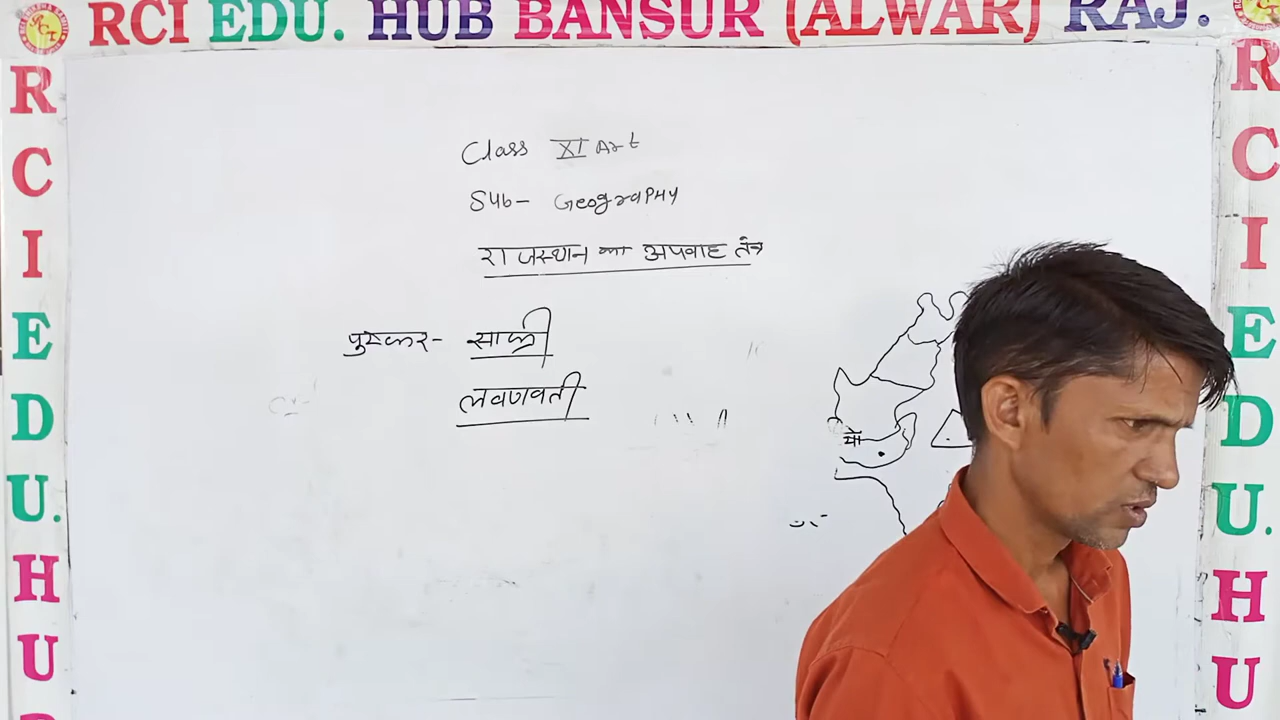 RCI EDU. HUB BANSUR (ALWAR) RAJ.
R
C
I
E
D
U.
H
U
Class XI Art
Sub- Geography
राजस्थान का अपवाह तंत्र
पुष्कर-
लवणवती
R
C
I
E
D
U.
H
U